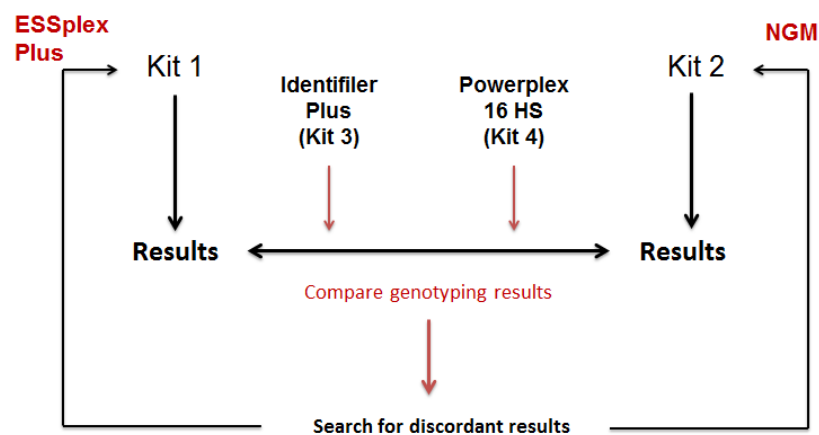 ESSplex
Plus
NGM
Kit 1
Kit 2
Identifiler
Plus
(Kit 3)
Powerplex
16 HS
(Kit 4)
Results
Results
Compare genotyping results
Search for discordant results